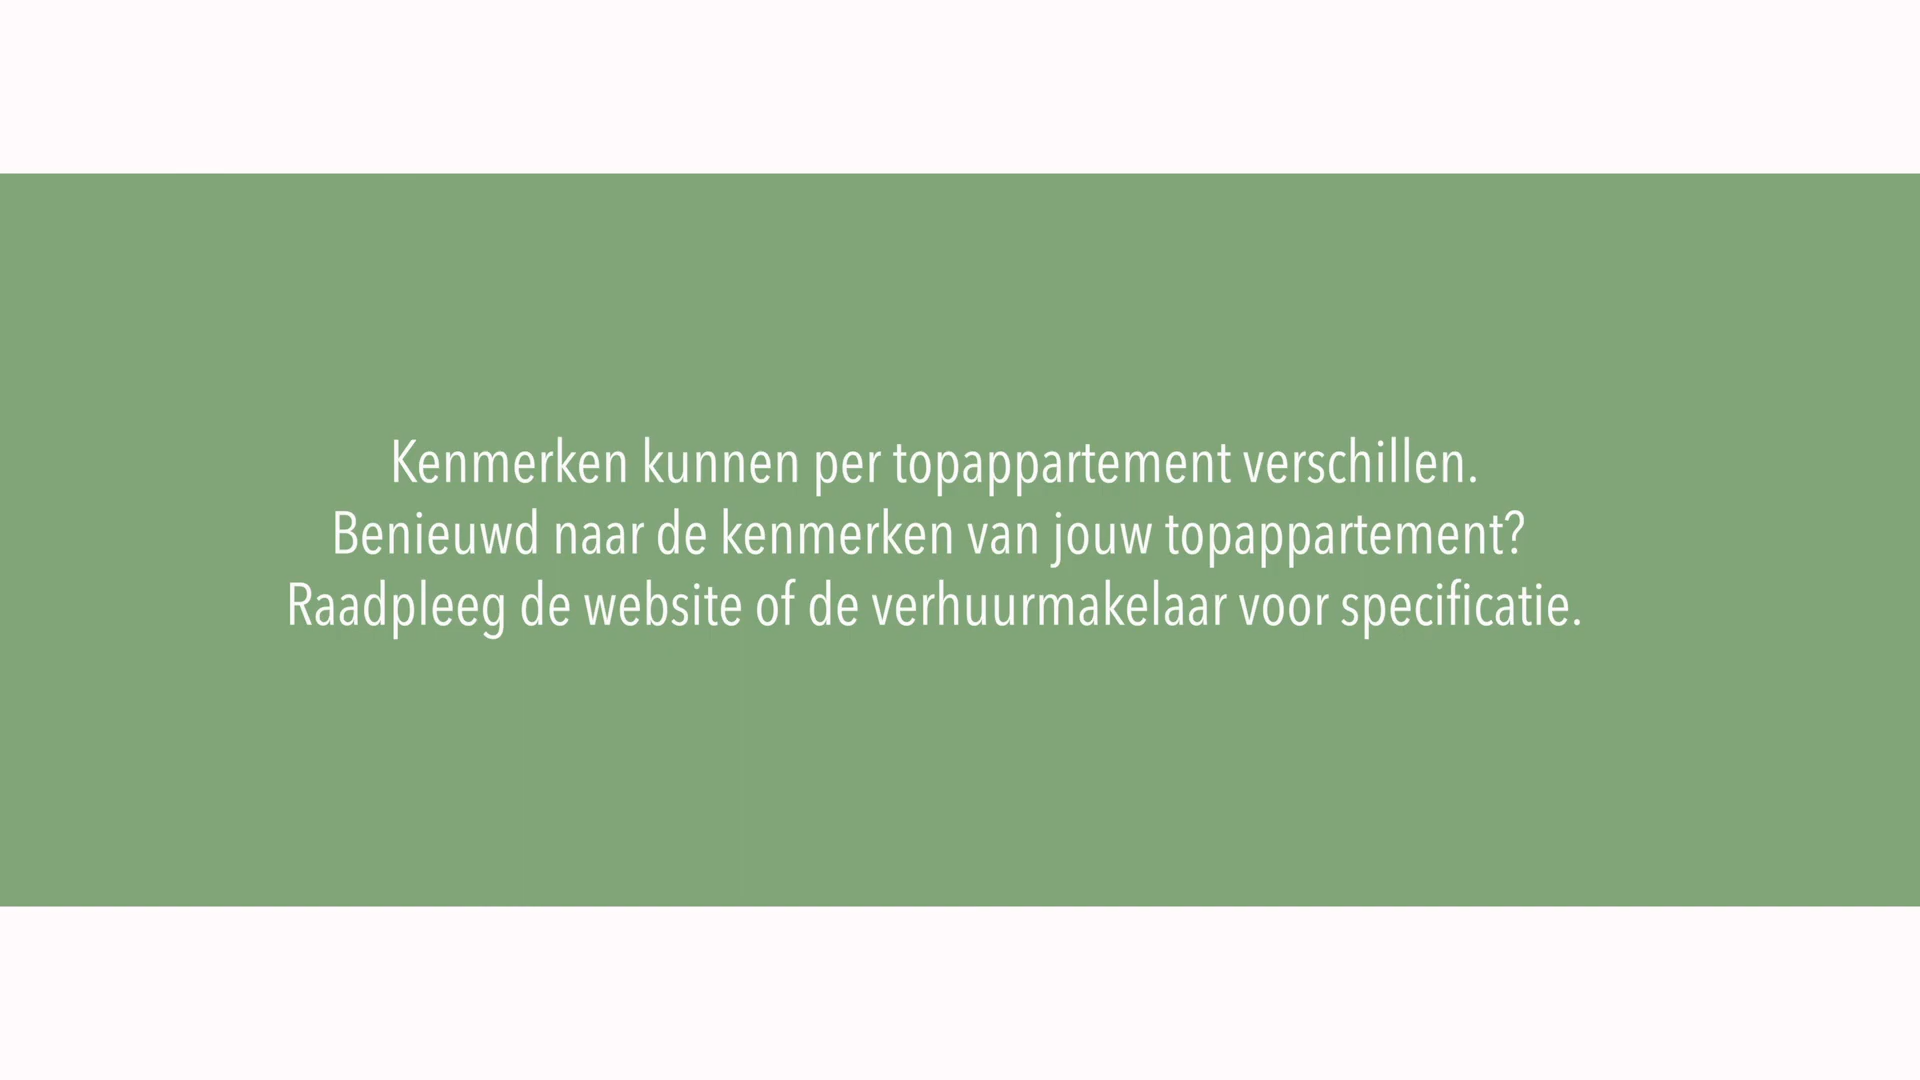 Kenmerken kunnen per topappartement verschillen.
Benieuwd naar de kenmerken van jouw topappartement?
Raadpleeg de website of de verhuurmakelaar voor specificatie.